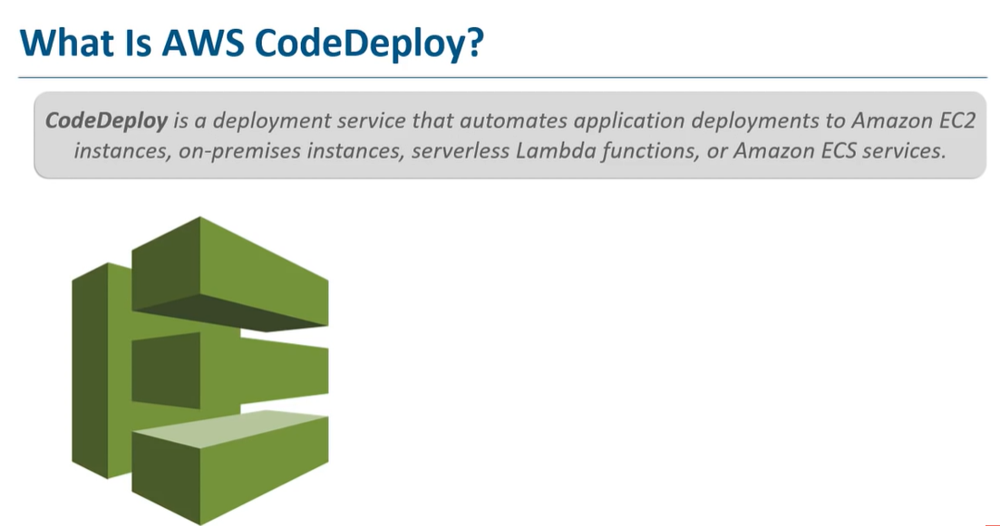 What Is AWS CodeDeploy?
CodeDeploy is a deployment service that automates application deployments to Amazon EC2
instances, on-premises instances, serverless Lambda functions, or Amazon ECS services.